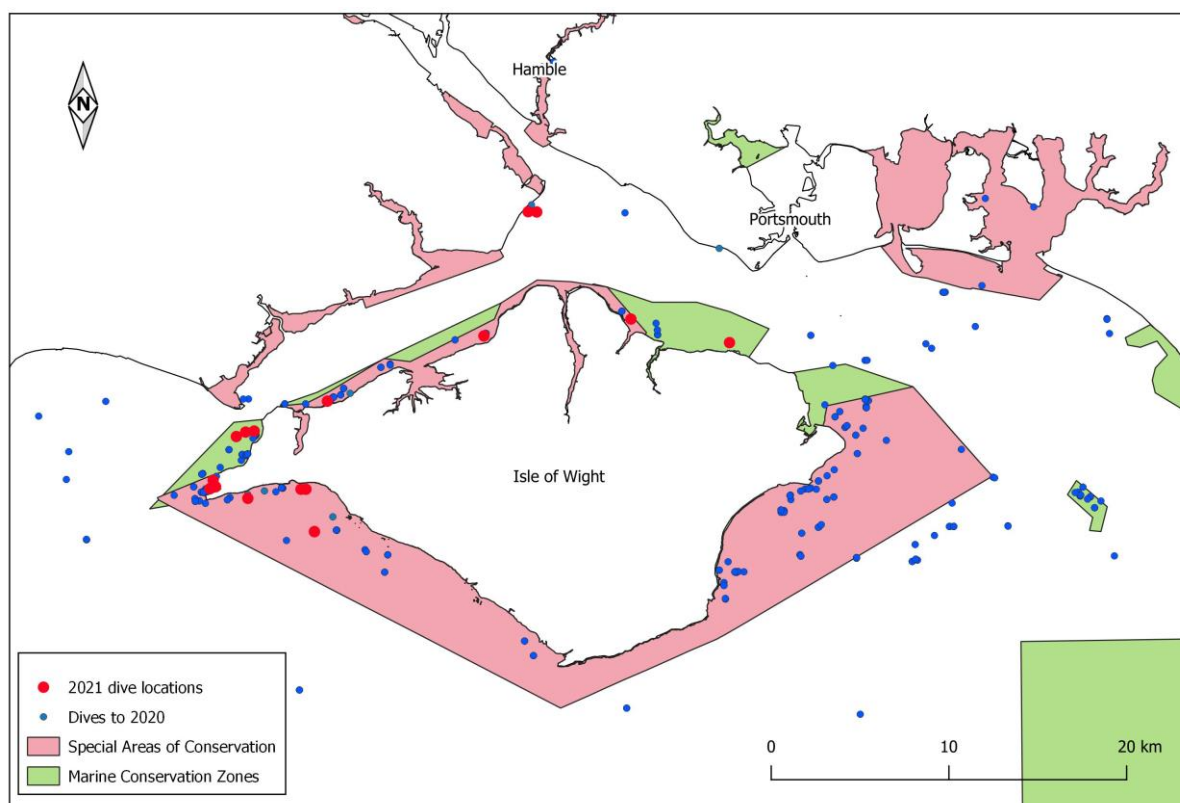 N
Hamble
Portsmouth
Isle of Wight
2021 dive locations
Dives to 2020
Special Areas of Conservation
Marine Conservation Zones
0 10 20 km